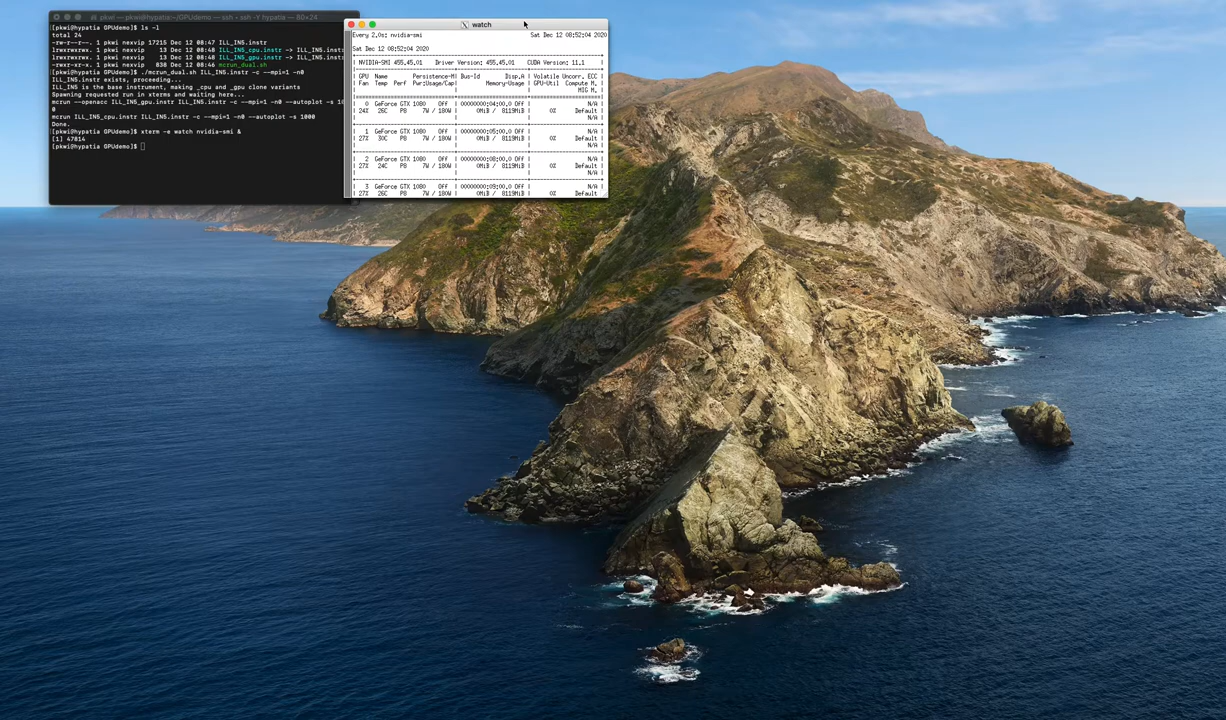 pkwi — pkwi@hypatia:~/GPUdemo — ssh • ssh -Y hypatia — 80×24
[pkwi@hypatia GPUdemo]$ ls -l
total 24
-rw-r--r--. 1 pkwi nexvip 17215 Dec 12 08:47 ILL_IN5.instr
lrwxrwxrwx. 1 pkwi nexvip    13 Dec 12 08:48 ILL_IN5_cpu.instr -> ILL_IN5.inst
lrwxrwxrwx. 1 pkwi nexvip    13 Dec 12 08:48 ILL_IN5_gpu.instr -> ILL_IN5.inst
-rwxr-xr-x. 1 pkwi nexvip   836 Dec 12 08:46 mcrun_dual.sh
[pkwi@hypatia GPUdemo]$ ./mcrun_dual.sh ILL_IN5.instr -c --mpi=1 -n0
ILL_IN5.instr exists, proceeding...
ILL_IN5 is the base instrument, making _cpu and _gpu clone variants
Spawning requested run in xterms and waiting here...
mcrun --openacc ILL_IN5_gpu.instr ILL_IN5.instr -c --mpi=1 -n0 --autoplot -s 10
0
mcrun ILL_IN5_cpu.instr ILL_IN5.instr -c --mpi=1 -n0 --autoplot -s 1000
Done.
[pkwi@hypatia GPUdemo]$ xterm -e watch nvidia-smi &
[1] 47814
[pkwi@hypatia GPUdemo]$
watch
Every 2.0s: nvidia-smi Sat Dec 12 08:52:04 2020
Sat Dec 12 08:52:04 2020
NVIDIA-SMI 455.45.01 Driver Version: 455.45.01 CUDA Version: 11.1
GPU Name Persistence-M| Bus-Id Disp.A | Volatile Uncorr. ECC
Fan Temp Perf Pwr:Usage/Cap| Memory-Usage | GPU-Util Compute M.
MIG M.
0 GeForce GTX 1080 Off | 00000000:04:00.0 Off | N/A
24% 26C P8 7W / 180W | 0MiB / 8119MiB | 0% Default
N/A
1 GeForce GTX 1080 Off | 00000000:05:00.0 Off | N/A
27% 30C P8 7W / 180W | 0MiB / 8119MiB | 0% Default
N/A
2 GeForce GTX 1080 Off | 00000000:08:00.0 Off | N/A
27% 24C P8 7W / 180W | 0MiB / 8119MiB | 0% Default
N/A
3 GeForce GTX 1080 Off | 00000000:09:00.0 Off | N/A
27% 26C P8 7W / 180W | 0MiB / 8119MiB | 0% Default